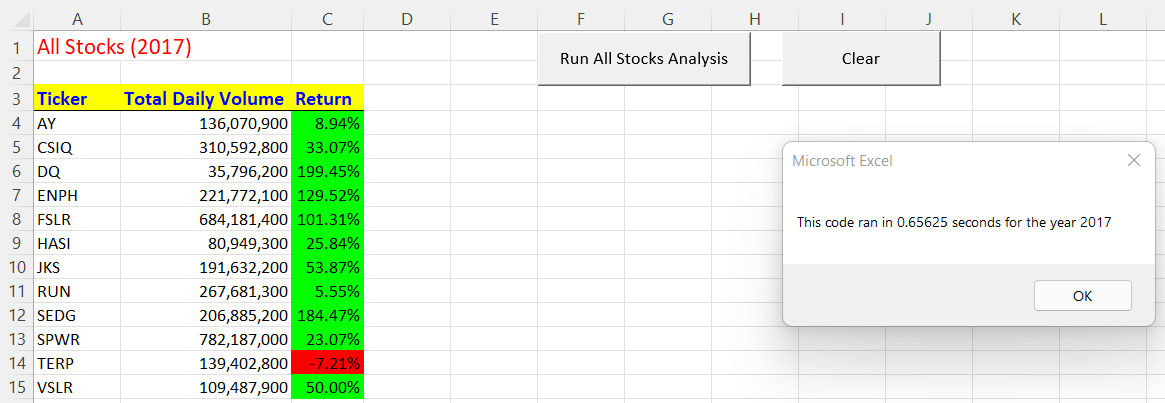 A B C D E F G H I J K L
1 All Stocks (2017) Run All Stocks Analysis Clear
2
3 Ticker Total Daily Volume Return
4 AY 136,070,900 8.94%
5 CSIQ 310,592,800 33.07%
6 DQ 35,796,200 199.45%
7 ENPH 221,772,100 129.52%
8 FSLR 684,181,400 101.31%
9 HASI 80,949,300 25.84%
10 JKS 191,632,200 53.87%
11 RUN 267,681,300 5.55%
12 SEDG 206,885,200 184.47%
13 SPWR 782,187,000 23.07%
14 TERP 139,402,800 -7.21%
15 VSLR 109,487,900 50.00%
Microsoft Excel
This code ran in 0.65625 seconds for the year 2017
OK